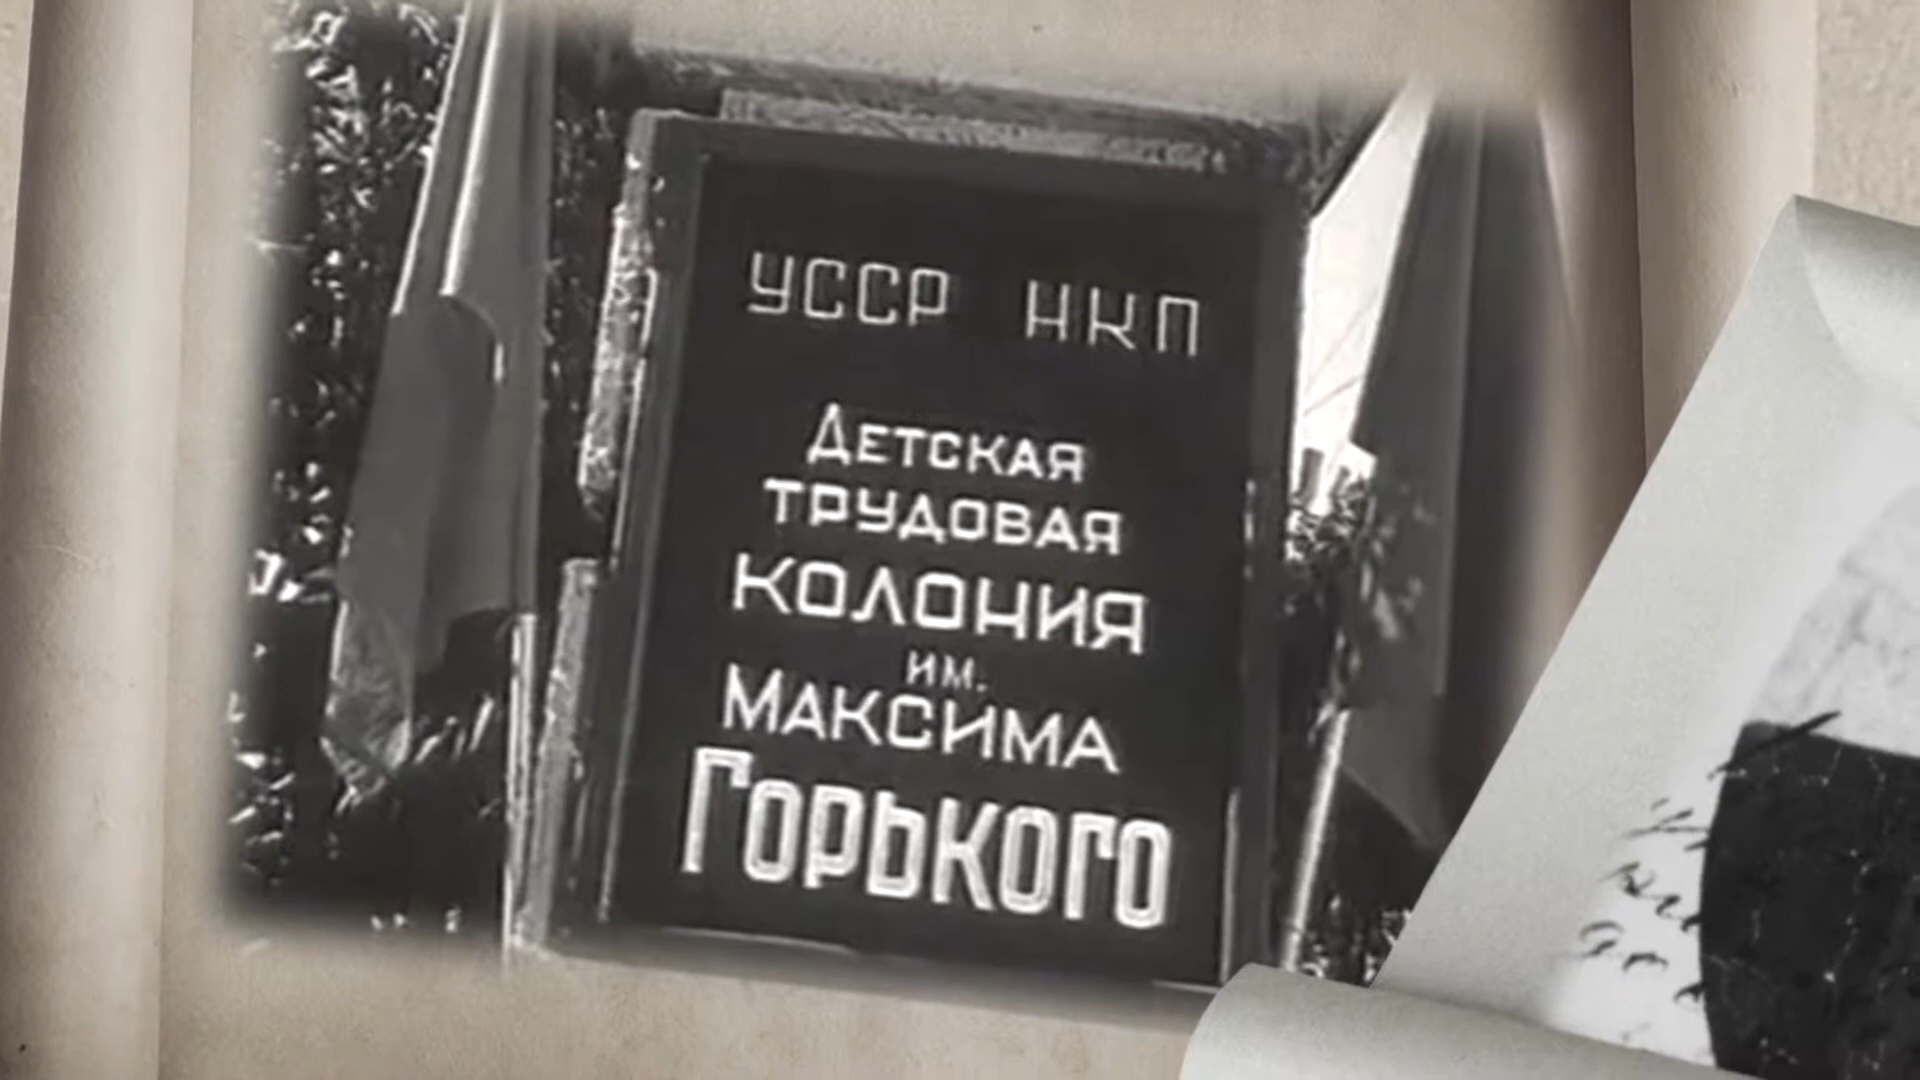 УССР НКП
Детская
трудовая
колония
им.
Максима
Горького